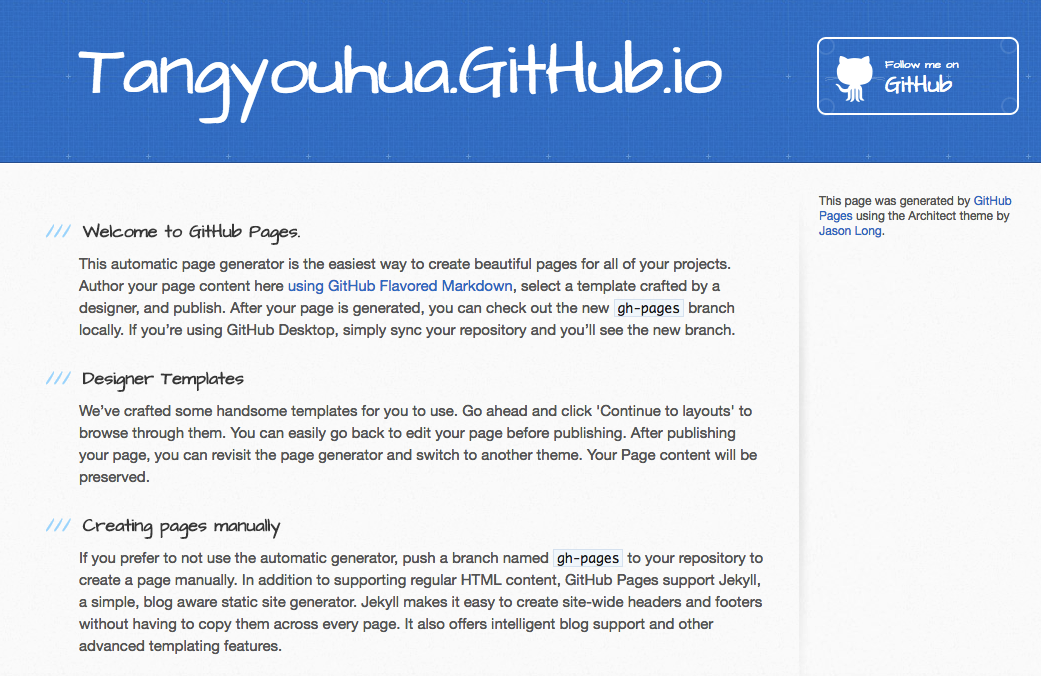 Tangyouhua.GitHub.io
Follow me on
GitHub
This page was generated by GitHub
Pages using the Architect theme by
Jason Long.
/// Welcome to GitHub Pages.
This automatic page generator is the easiest way to create beautiful pages for all of your projects.
Author your page content here using GitHub Flavored Markdown, select a template crafted by a
designer, and publish. After your page is generated, you can check out the new gh-pages branch
locally. If you’re using GitHub Desktop, simply sync your repository and you’ll see the new branch.
/// Designer Templates
We’ve crafted some handsome templates for you to use. Go ahead and click 'Continue to layouts' to
browse through them. You can easily go back to edit your page before publishing. After publishing
your page, you can revisit the page generator and switch to another theme. Your Page content will be
preserved.
/// Creating pages manually
If you prefer to not use the automatic generator, push a branch named gh-pages to your repository to
create a page manually. In addition to supporting regular HTML content, GitHub Pages support Jekyll,
a simple, blog aware static site generator. Jekyll makes it easy to create site-wide headers and footers
without having to copy them across every page. It also offers intelligent blog support and other
advanced templating features.